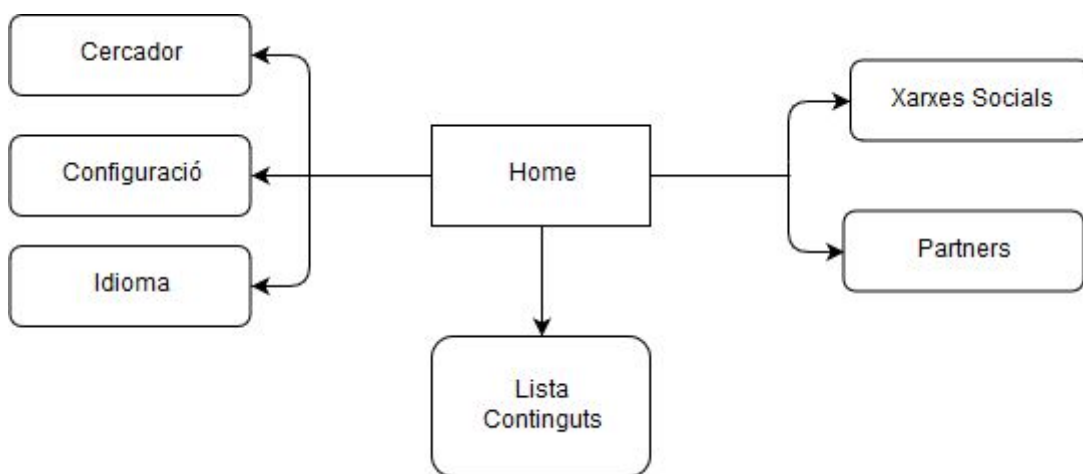 Cercador
Configuració
Idioma
Home
Xarxes Socials
Partners
Lista
Continguts